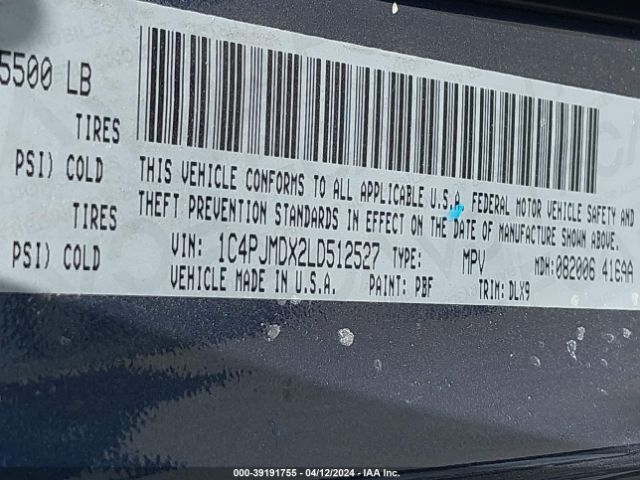 5500 LB
TIRES
PSI) COLD
THIS VEHICLE CONFORMS TO ALL APPLICABLE U.S.A. FEDERAL MOTOR VEHICLE SAFETY AND
TIRES
THEFT PREVENTION STANDARDS IN EFFECT ON THE DATE OF MANUFACTURE SHOWN ABOVE.
PSI) COLD
VIN: 1C4PJMDX2LD512527 TYPE: MPV MDH: 082006 416AA
VEHICLE MADE IN U.S.A. PAINT: PBF TRIM: DLX9
000-39191755 - 04/12/2024 - IAA Inc.